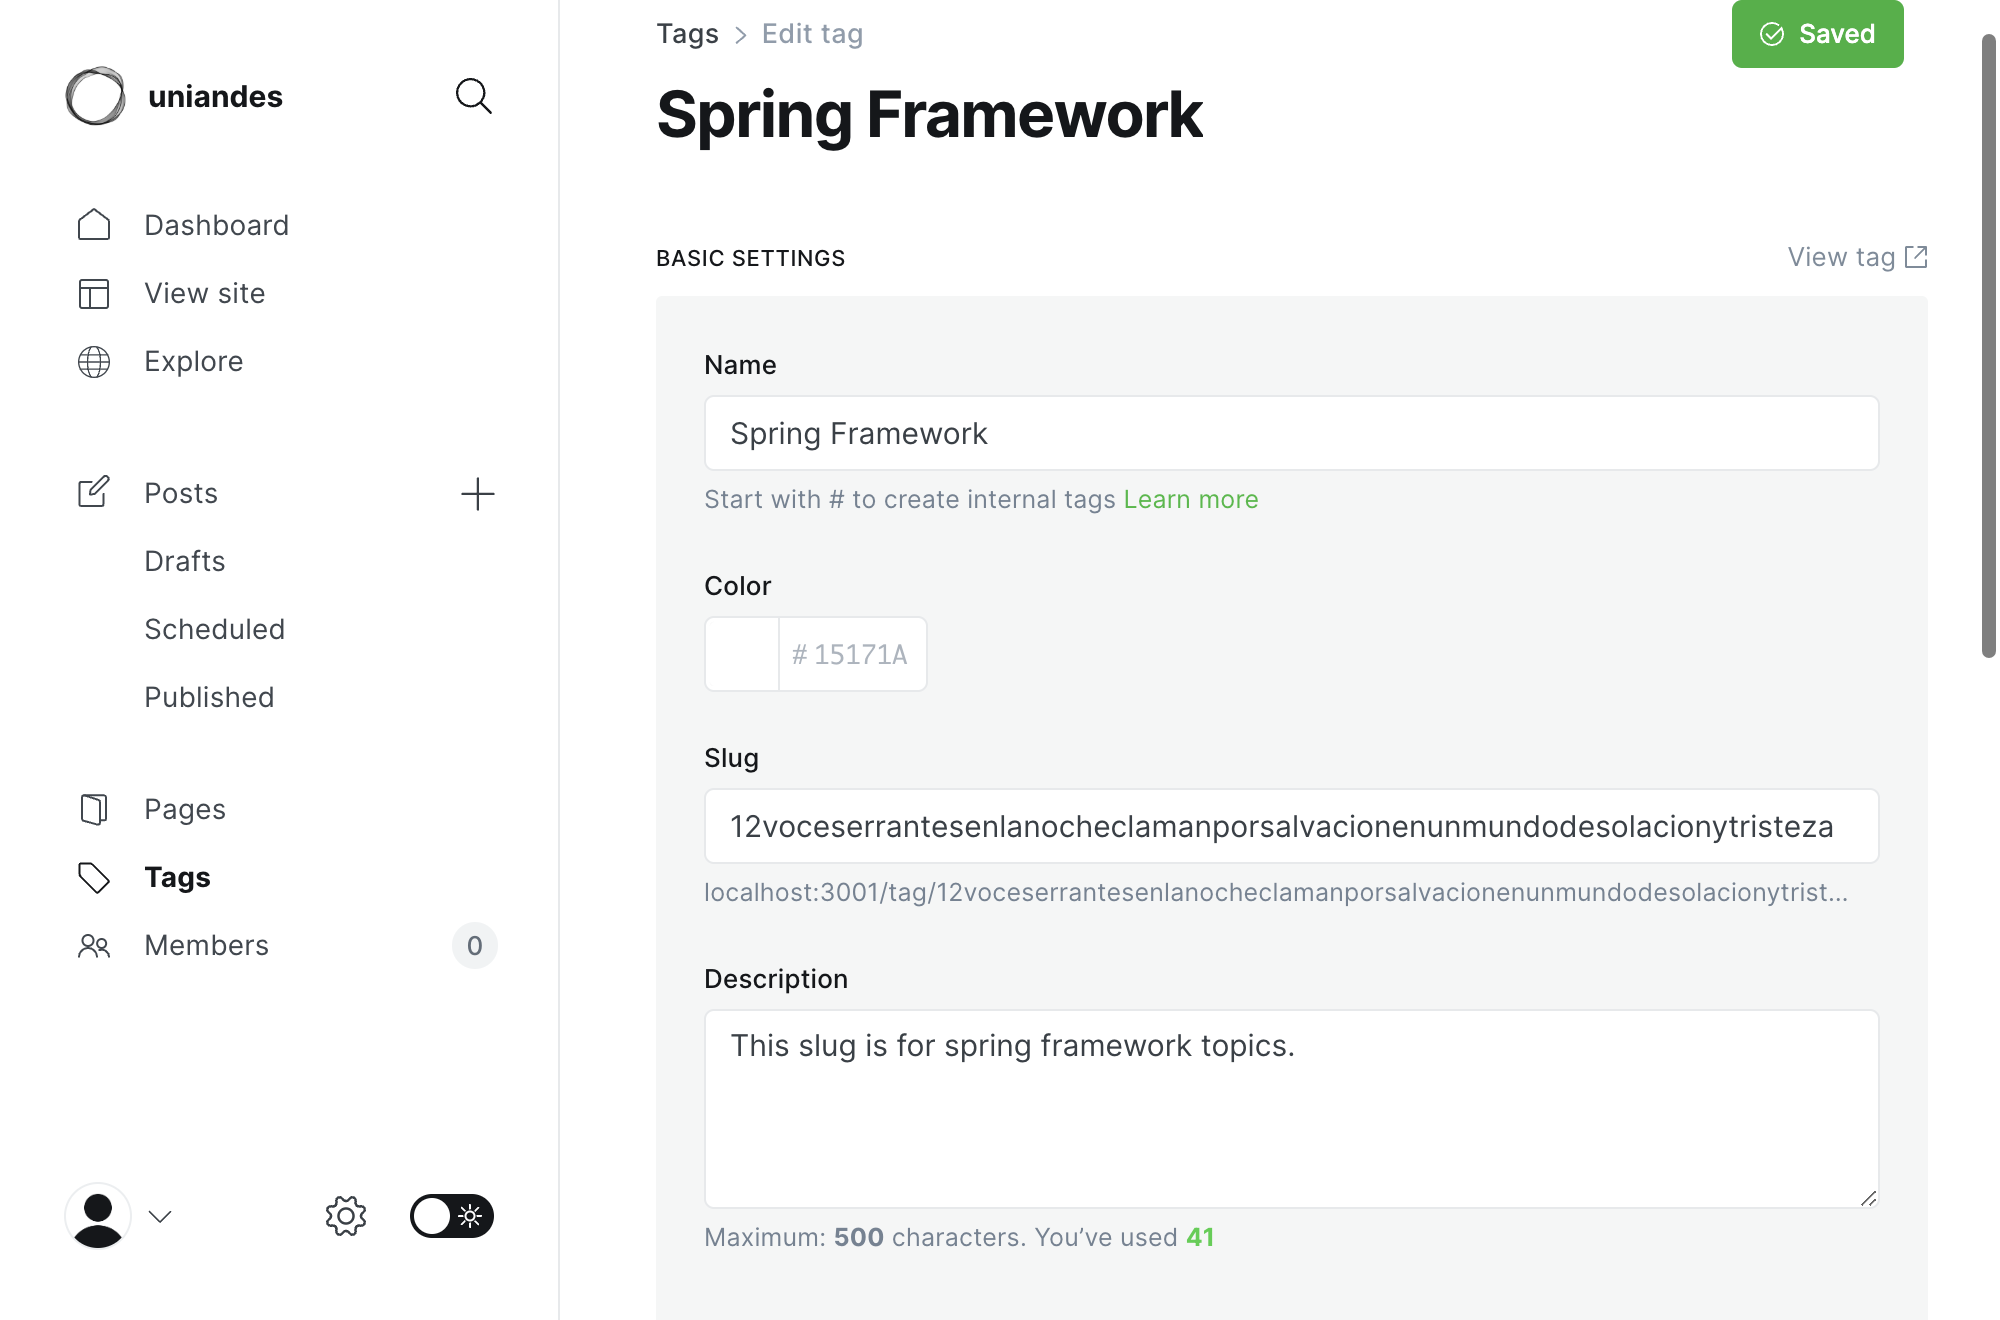 uniandes
Dashboard
View site
Explore
Posts
Drafts
Scheduled
Published
Pages
Tags
Members
0
Tags > Edit tag
Saved
Spring Framework
BASIC SETTINGS
View tag
Name
Spring Framework
Start with # to create internal tags Learn more
Color
# 15171A
Slug
12voceserrantesenlanocheclamanporsalvacionenunmundodesolacionytristeza
localhost:3001/tag/12voceserrantesenlanocheclamanporsalvacionenunmundodesolacionytrist...
Description
This slug is for spring framework topics.
Maximum: 500 characters. You’ve used 41